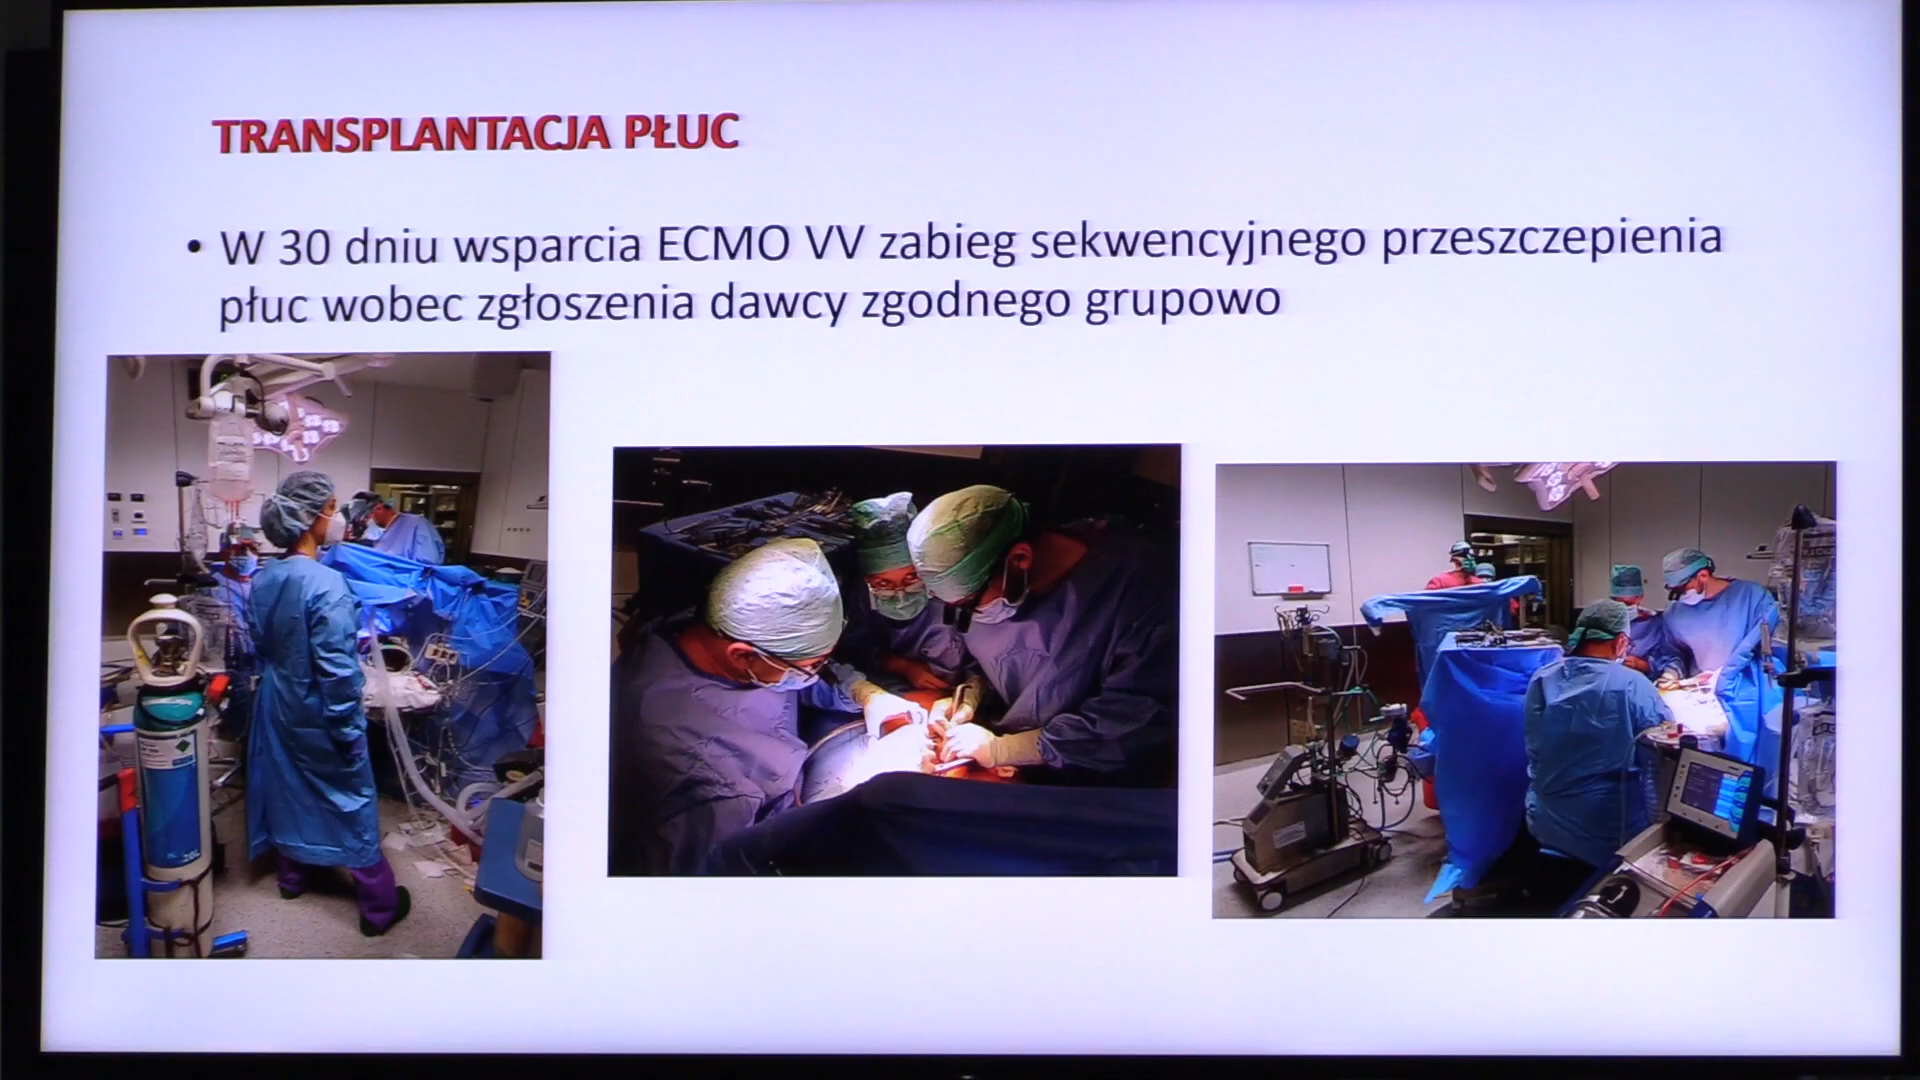 TRANSPLANTACJA PŁUC
• W 30 dniu wsparcia ECMO VV zabieg sekwencyjnego przeszczepienia
płuc wobec zgłoszenia dawcy zgodnego grupowo